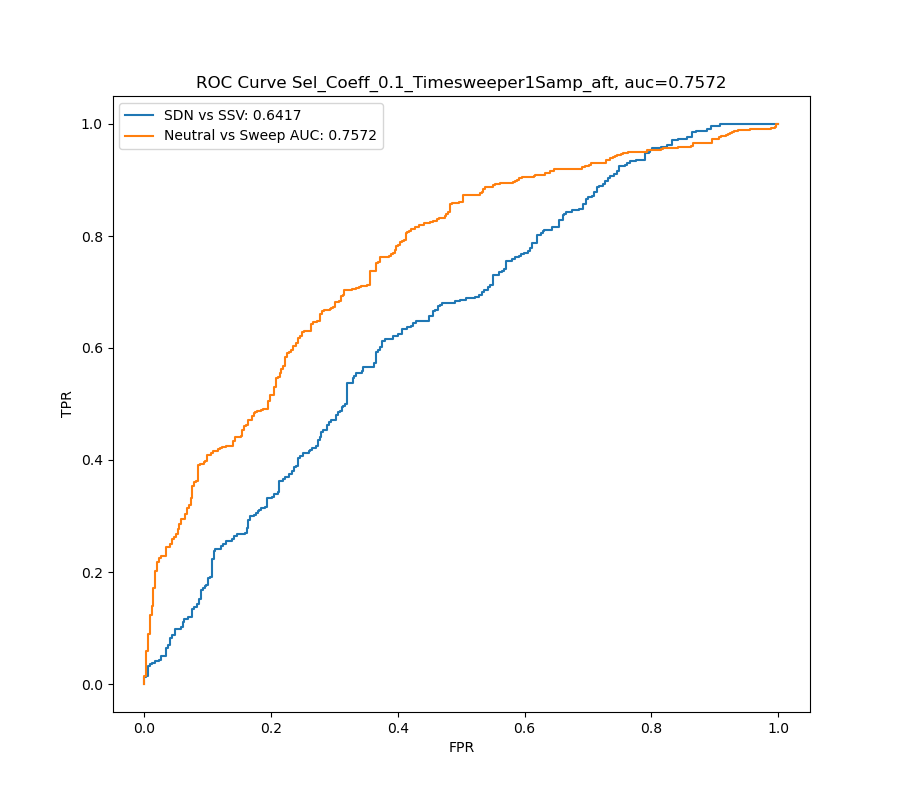 ROC Curve Sel_Coeff_0.1_Timesweeper1Samp_aft, auc=0.7572
SDN vs SSV: 0.6417
Neutral vs Sweep AUC: 0.7572
1.0
0.8
0.6
0.4
0.2
0.0
TPR
0.0 0.2 0.4 0.6 0.8 1.0
FPR